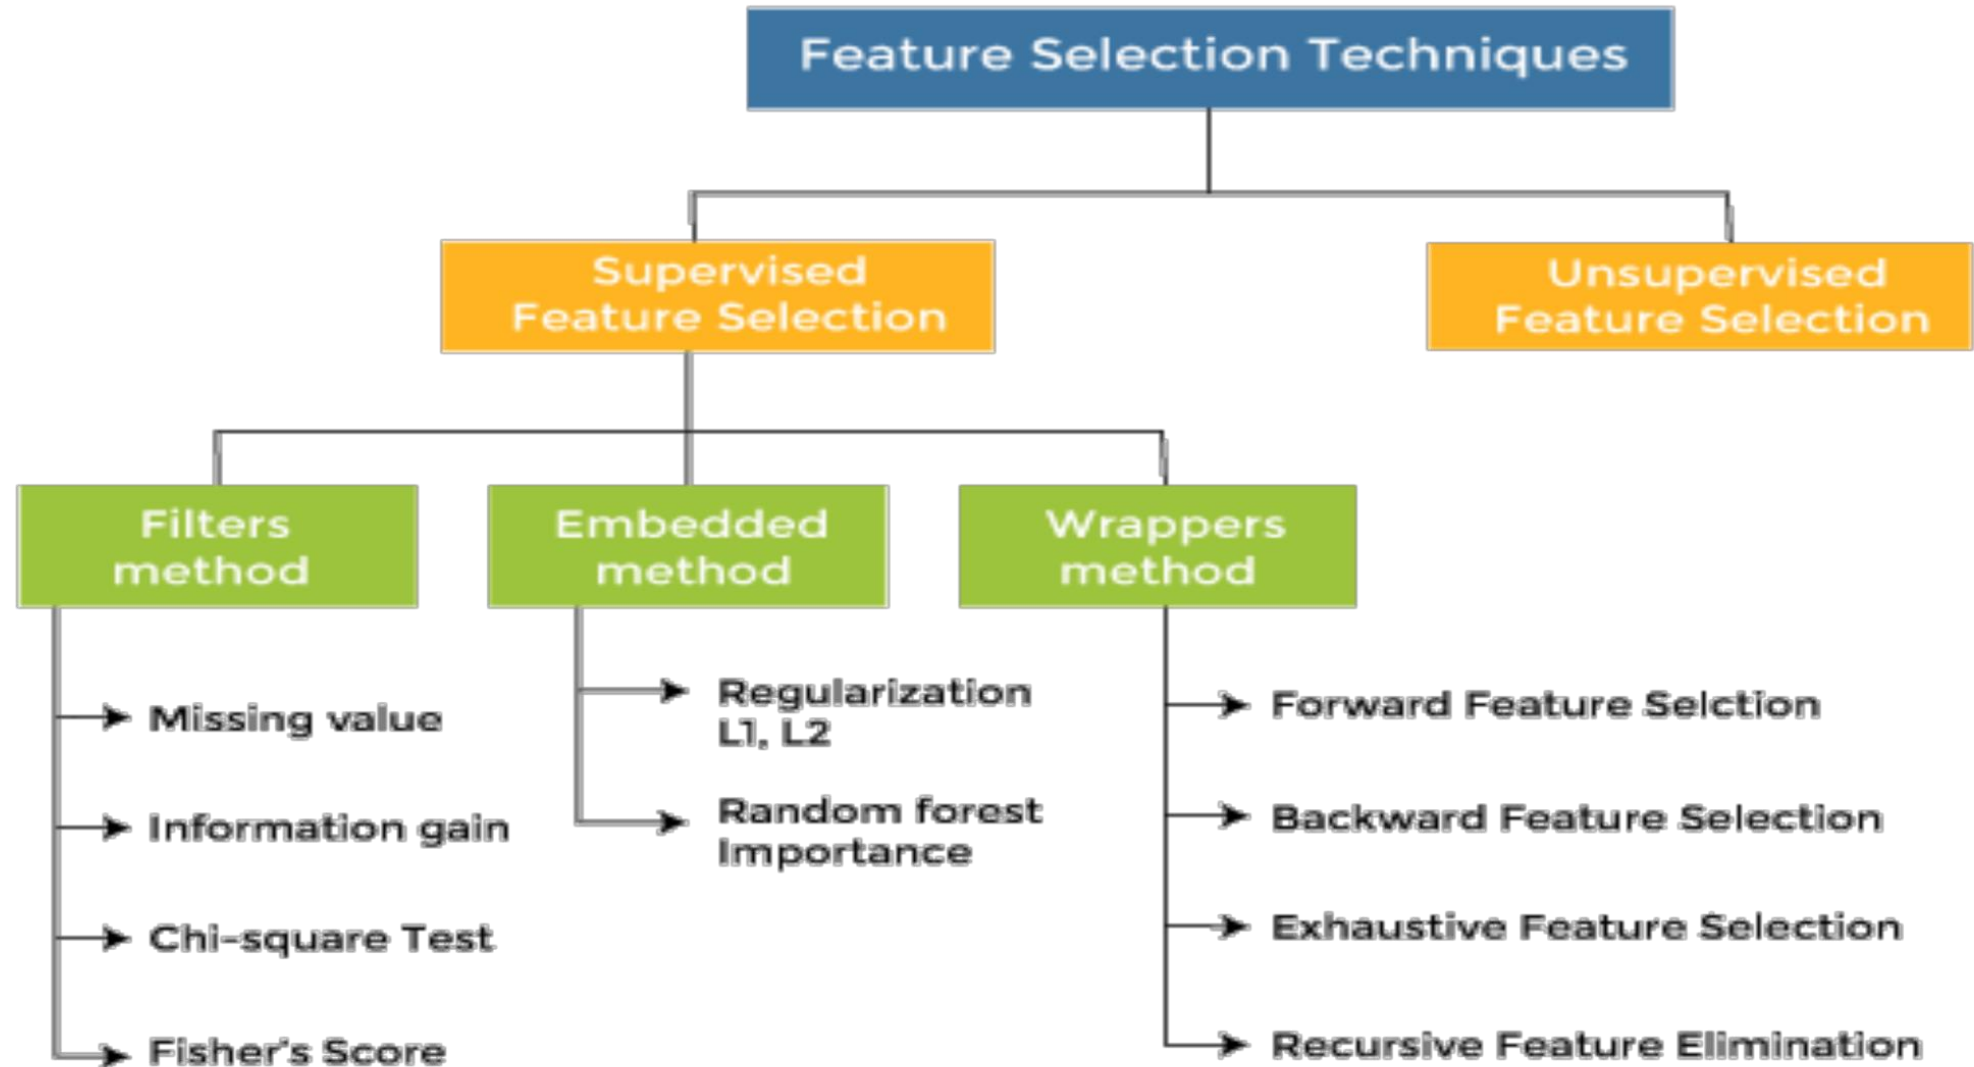 Feature Selection Techniques
Supervised
Feature Selection
Unsupervised
Feature Selection
Filters
method
Embedded
method
Wrappers
method
Missing value
Information gain
Chi-square Test
Fisher's Score
Regularization
L1, L2
Random forest
Importance
Forward Feature Selction
Backward Feature Selection
Exhaustive Feature Selection
Recursive Feature Elimination